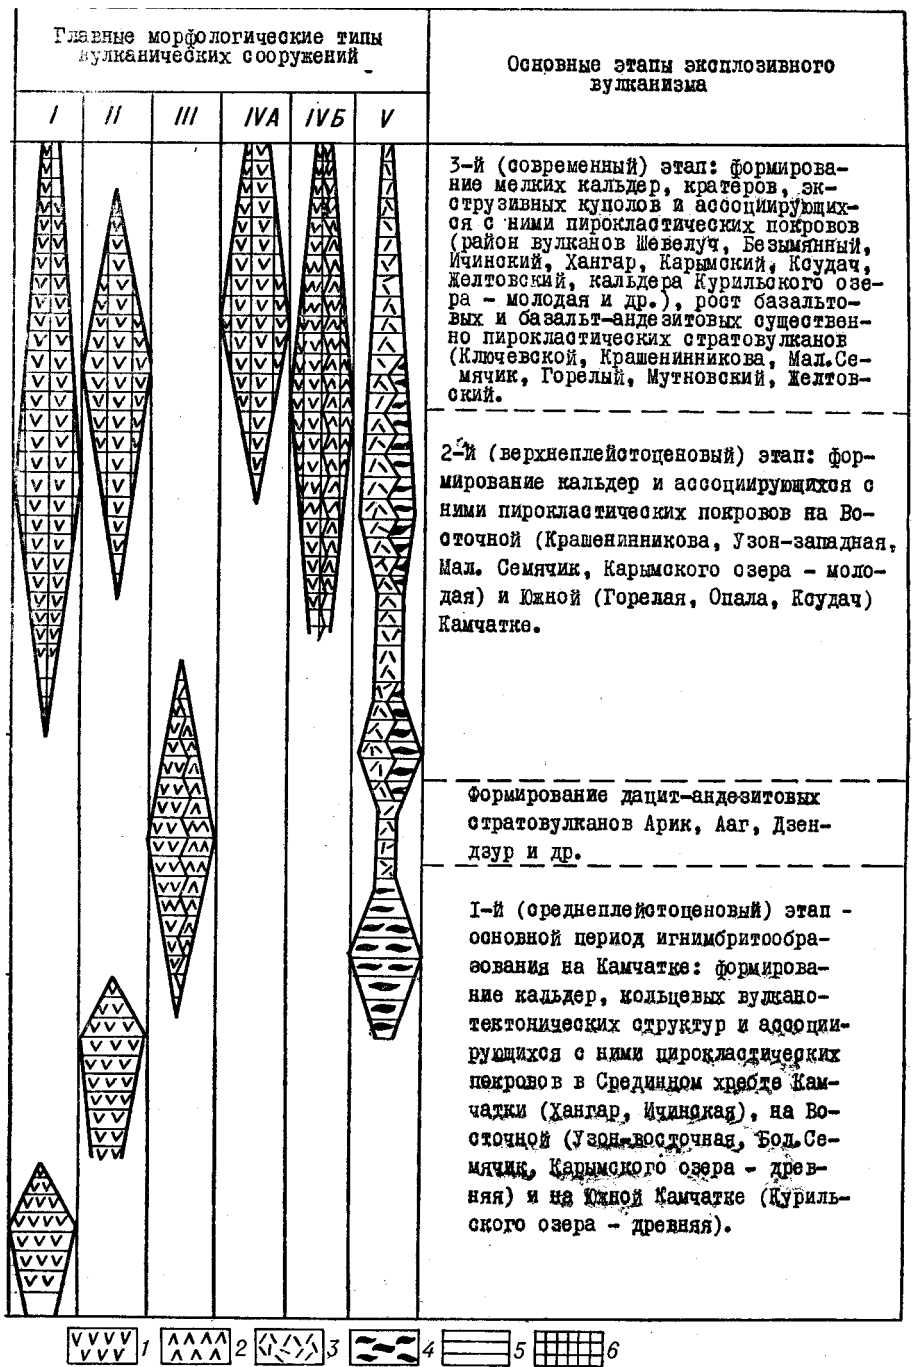 Главные морфологические типы
вулканических сооружений
Основные этапы эксплозивного
вулканизма
I II III IVA IVБ V
3-й (современный) этап: формирова-
ние мелких кальдер, кратеров, эк-
струзивных куполов и ассоциирующих-
ся с ними пирокластических покровов
(район вулканов Шевелуч, Безымянный,
Ичинский, Хангар, Карымский, Ксудач,
Желтовский, кальдера Курильского озе-
ра - молодая и др.), рост базальто-
вых и базальт-андезитовых существен-
но пирокластических стратовулканов
(Ключевской, Крашенинникова, Мал.Се-
мячик, Горелый, Мутновский, Желтов-
ский.
2-й (верхнеплейстоценовый) этап: фор-
мирование кальдер и ассоциирующихся с
ними пирокластических покровов на Во-
сточной (Крашенинникова, Узон-западная,
Мал. Семячик, Карымского озера - моло-
дая) и Южной (Горелая, Опала, Ксудач)
Камчатке.
Формирование дацит-андезитовых
стратовулканов Арик, Ааг, Дзен-
дзур и др.
I-й (среднеплейстоценовый) этап -
основной период игнимбритообра-
зования на Камчатке: формирова-
ние кальдер, кольцевых вулкано-
тектонических структур и ассоции-
рующихся с ними пирокластических
покровов в Срединном хребте Кам-
чатки (Хангар, Ичинская), на Во-
сточной (Узон-восточная, Бол.Се-
мячик, Карымского озера - древ-
няя) и на Южной Камчатке (Куриль-
ского озера - древняя).
1 2 3 4 5 6